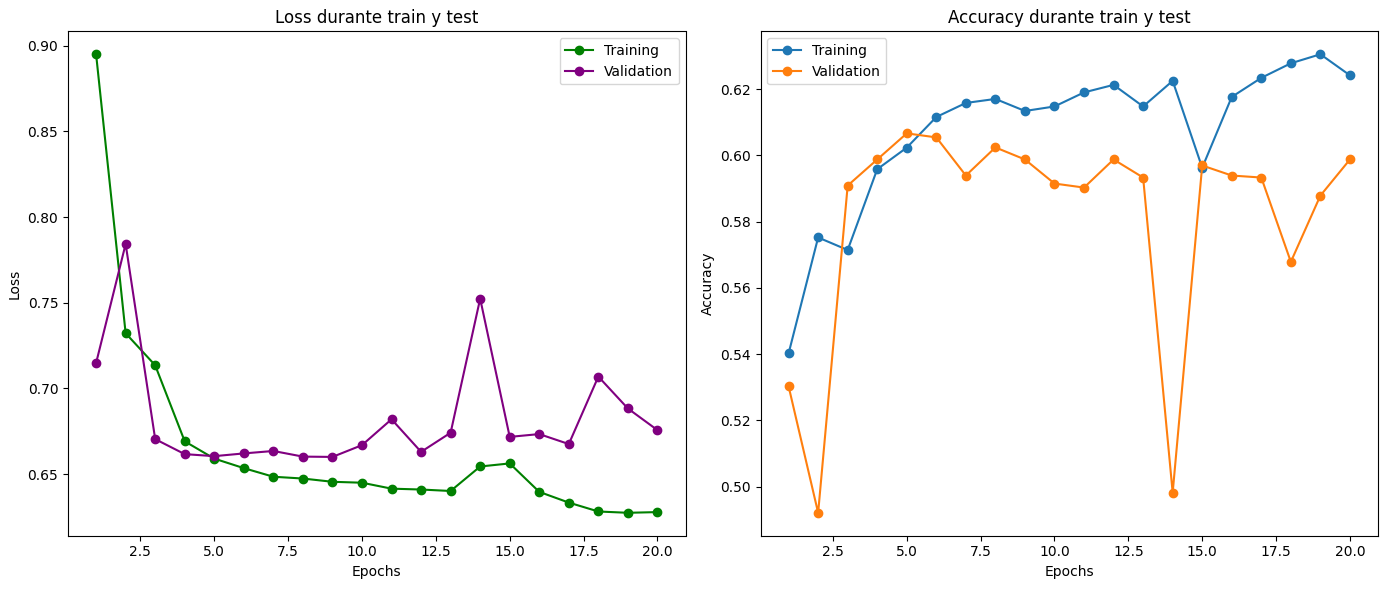 Loss durante train y test
Training
Validation
0.90
0.85
0.80
0.75
0.70
0.65
Loss
2.5 5.0 7.5 10.0 12.5 15.0 17.5 20.0
Epochs
Accuracy durante train y test
Training
Validation
0.62
0.60
0.58
0.56
0.54
0.52
0.50
Accuracy
2.5 5.0 7.5 10.0 12.5 15.0 17.5 20.0
Epochs